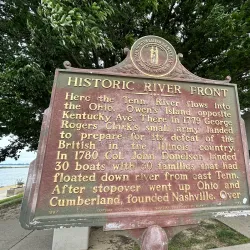 HISTORIC RIVER FRONT
Here the Tenn. River flows into
the Ohio. Owen's Island, opposite
Kentucky Ave. There in 1779 George
Rogers Clark's small army landed
to prepare for its defeat of the
British in the Illinois country.
In 1780 Col. John Donelson landed
30 boats with 50 families that had
floated down river from east Tenn.
After stopover went up Ohio and
Cumberland, founded Nashville. Over